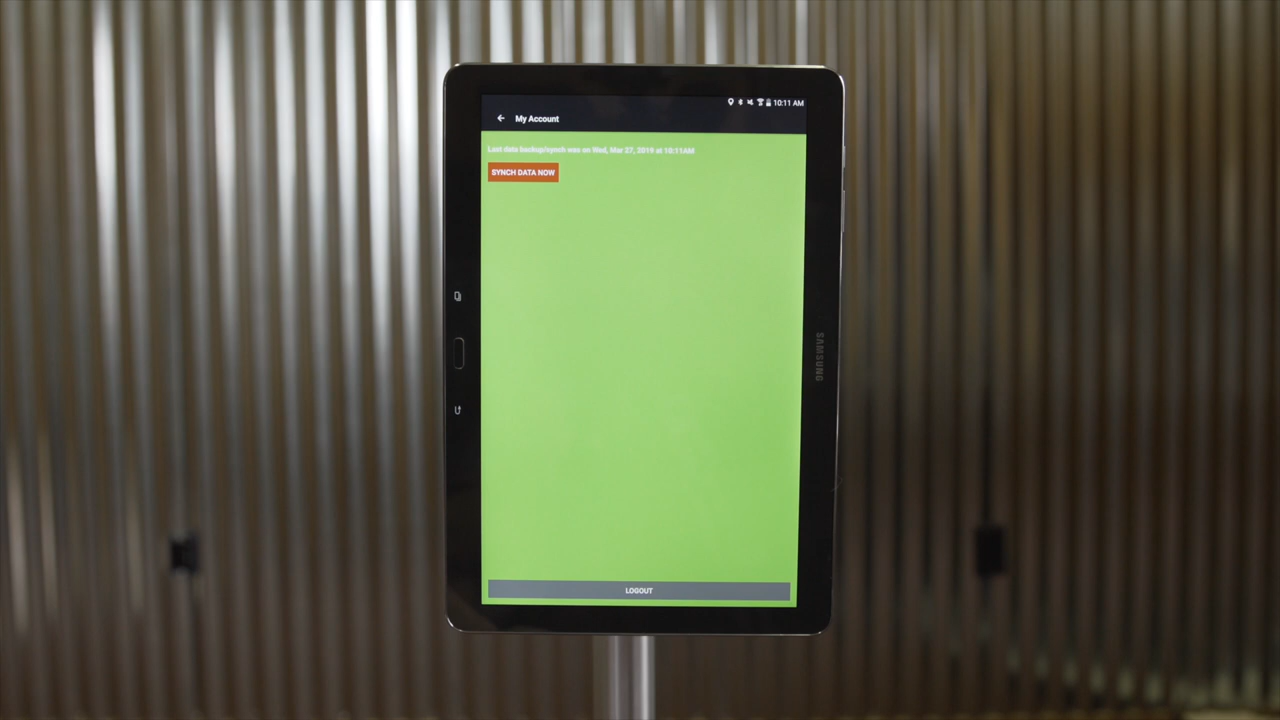 10:11 AM
My Account
Last data backup/synch was on Wed, Mar 27, 2019 at 10:11AM
SYNCH DATA NOW
SAMSUNG
LOGOUT